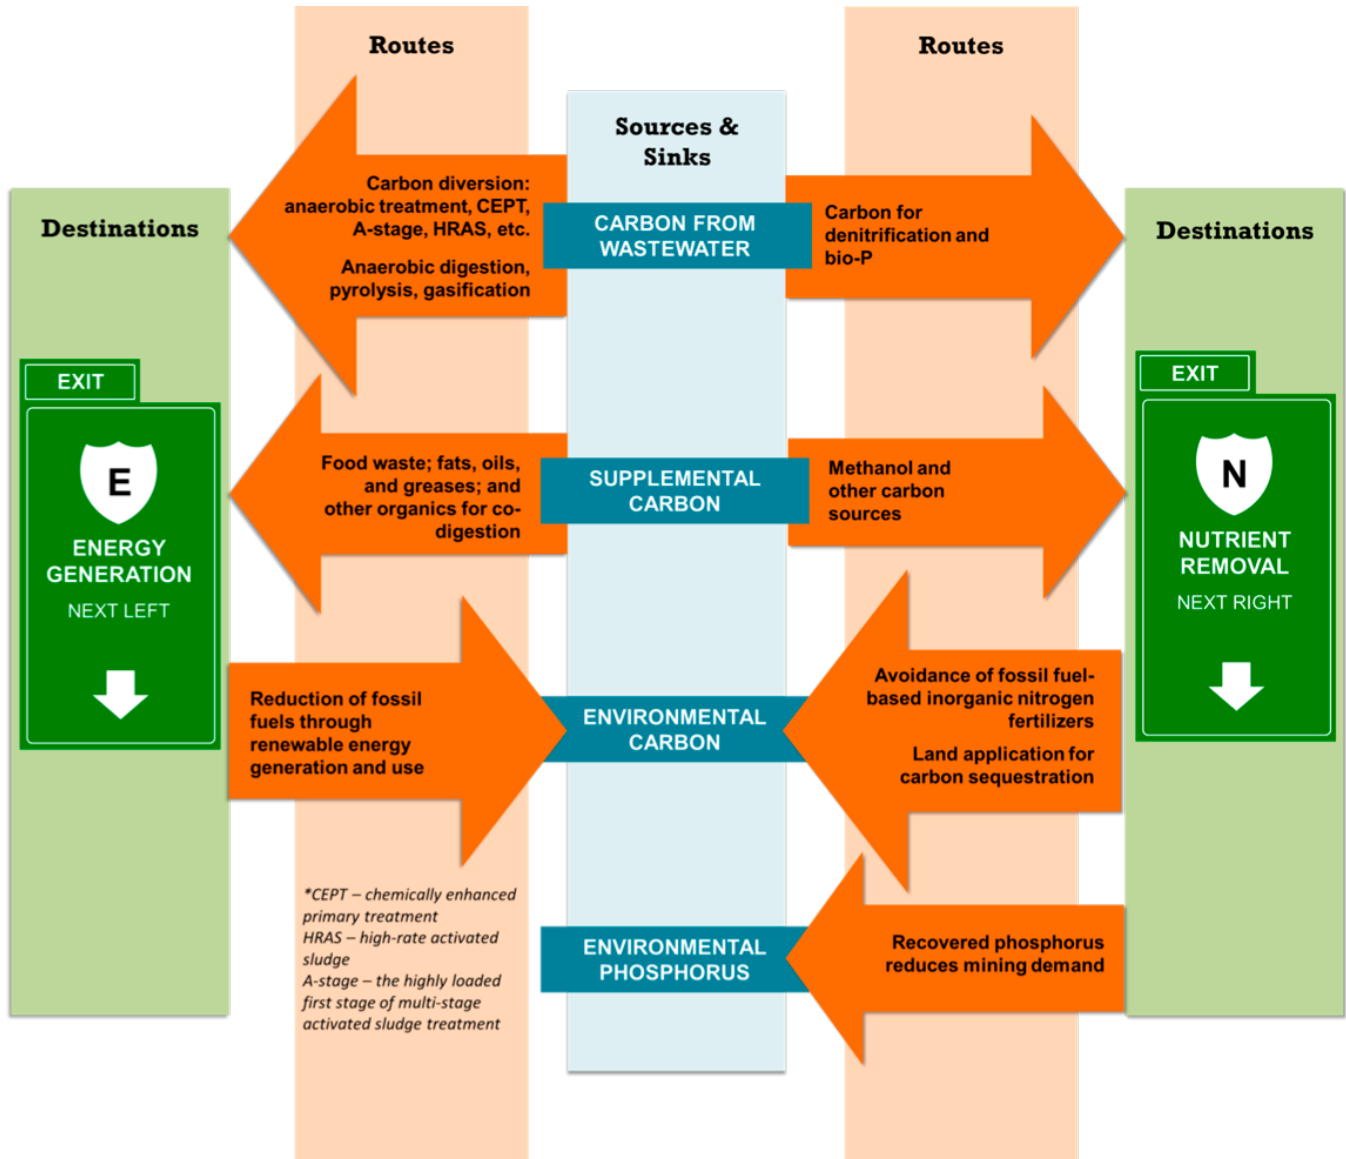 Routes
Routes
Sources &
Sinks
Destinations
Destinations
Carbon diversion:
anaerobic treatment, CEPT,
A-stage, HRAS, etc.
Anaerobic digestion,
pyrolysis, gasification
CARBON FROM
WASTEWATER
Carbon for
denitrification and
bio-P
EXIT
E
ENERGY
GENERATION
NEXT LEFT
Food waste; fats, oils,
and greases; and
other organics for co-
digestion
SUPPLEMENTAL
CARBON
Methanol and
other carbon
sources
EXIT
N
NUTRIENT
REMOVAL
NEXT RIGHT
Reduction of fossil
fuels through
renewable energy
generation and use
ENVIRONMENTAL
CARBON
Avoidance of fossil fuel-
based inorganic nitrogen
fertilizers
Land application for
carbon sequestration
*CEPT – chemically enhanced
primary treatment
HRAS – high-rate activated
sludge
A-stage – the highly loaded
first stage of multi-stage
activated sludge treatment
ENVIRONMENTAL
PHOSPHORUS
Recovered phosphorus
reduces mining demand